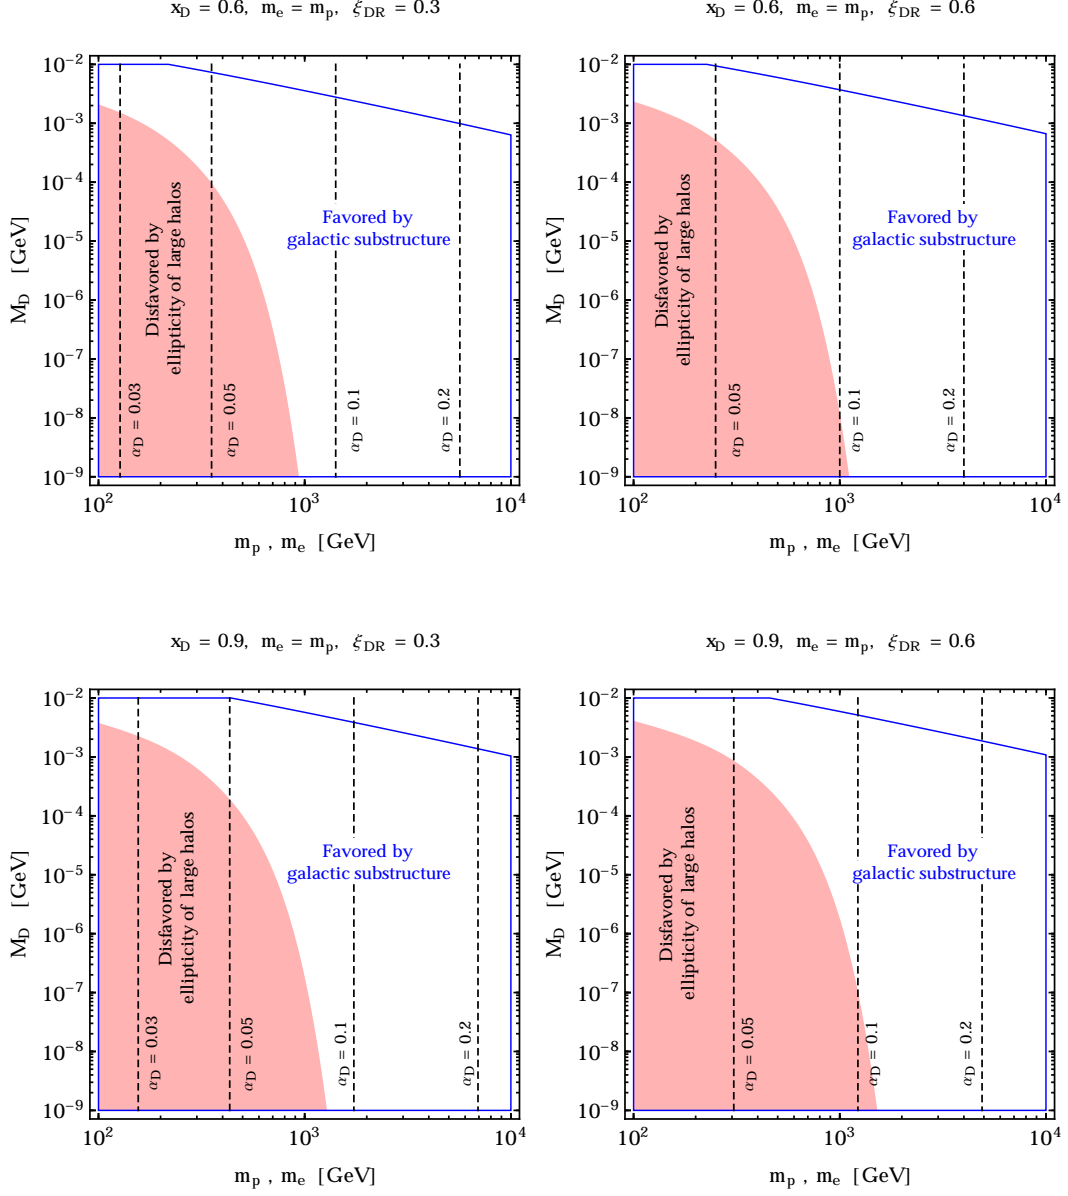 x_D = 0.6, m_e = m_p, ξ_DR = 0.3
10^-2
10^-3
10^-4
10^-5
10^-6
10^-7
10^-8
10^-9
M_D [GeV]
Disfavored by
ellipticity of large halos
Favored by
galactic substructure
α_D = 0.03
α_D = 0.05
α_D = 0.1
α_D = 0.2
10^2
10^3
10^4
m_p , m_e [GeV]
x_D = 0.6, m_e = m_p, ξ_DR = 0.6
10^-2
10^-3
10^-4
10^-5
10^-6
10^-7
10^-8
10^-9
M_D [GeV]
Disfavored by
ellipticity of large halos
Favored by
galactic substructure
α_D = 0.05
α_D = 0.1
α_D = 0.2
10^2
10^3
10^4
m_p , m_e [GeV]
x_D = 0.9, m_e = m_p, ξ_DR = 0.3
10^-2
10^-3
10^-4
10^-5
10^-6
10^-7
10^-8
10^-9
M_D [GeV]
Disfavored by
ellipticity of large halos
Favored by
galactic substructure
α_D = 0.03
α_D = 0.05
α_D = 0.1
α_D = 0.2
10^2
10^3
10^4
m_p , m_e [GeV]
x_D = 0.9, m_e = m_p, ξ_DR = 0.6
10^-2
10^-3
10^-4
10^-5
10^-6
10^-7
10^-8
10^-9
M_D [GeV]
Disfavored by
ellipticity of large halos
Favored by
galactic substructure
α_D = 0.05
α_D = 0.1
α_D = 0.2
10^2
10^3
10^4
m_p , m_e [GeV]